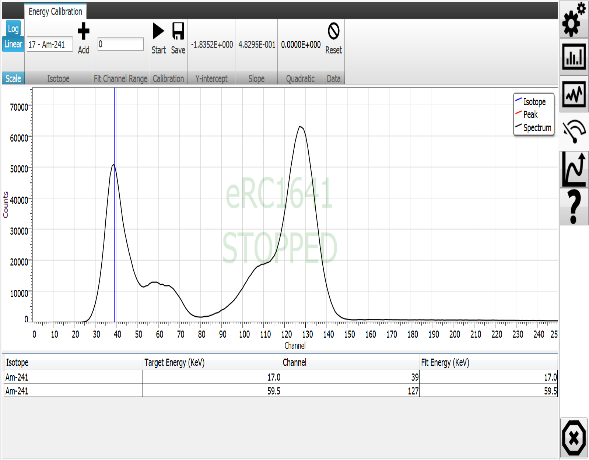 Energy Calibration
Log
Linear
17 - Am-241
Add
0
Start
Save
-1.8352E+000
4.8295E-001
0.0000E+000
Reset
Scale
Isotope
Fit Channel Range
Calibration
Y-intercept
Slope
Quadratic
Data
70000
60000
50000
40000
30000
20000
10000
0
Counts
Isotope
Peak
Spectrum
eRC1641
STOPPED
0 10 20 30 40 50 60 70 80 90 100 110 120 130 140 150 160 170 180 190 200 210 220 230 240 25
Channel
Isotope Target Energy (KeV) Channel Fit Energy (KeV)
Am-241 17.0 39 17.0
Am-241 59.5 127 59.5
?